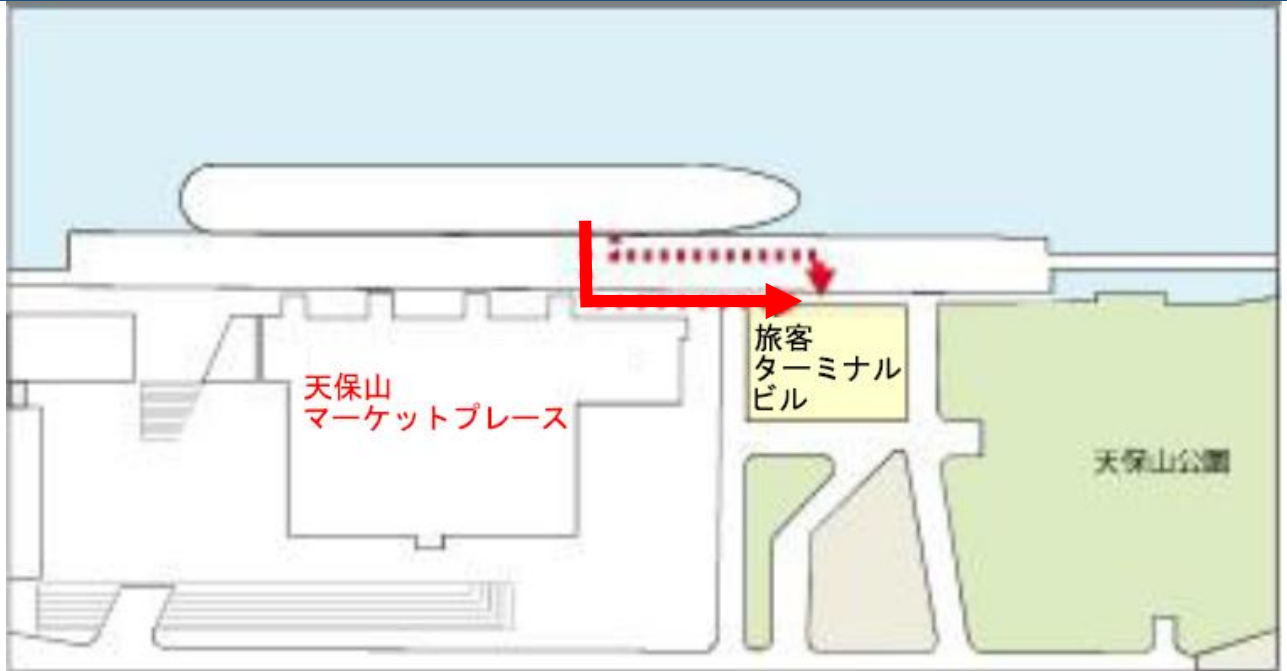 旅客
ターミナル
ビル
天保山
マーケットプレース
天保山公園